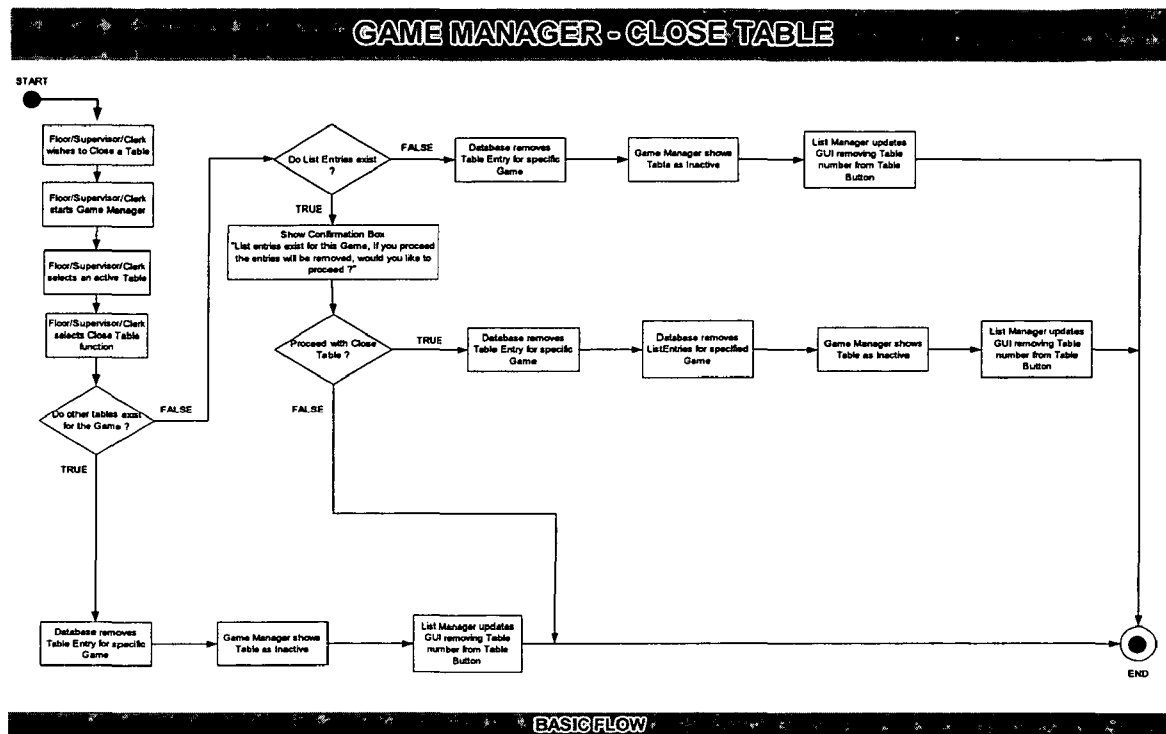 GAME MANAGER - CLOSE TABLE
START
Floor/Supervisor/Clerk
wishes to Close a Table
Floor/Supervisor/Clerk
starts Game Manager
Floor/Supervisor/Clerk
selects an active Table
Floor/Supervisor/Clerk
selects Close Table
function
Do other tables exist
for the Game ?
FALSE
TRUE
Do List Entries exist
?
FALSE
Database removes
Table Entry for specific
Game
Game Manager shows
Table as Inactive
List Manager updates
GUI removing Table
number from Table
Button
TRUE
Show Confirmation Box
"List entries exist for this Game, If you proceed
the entries will be removed, would you like to
proceed ?"
Proceed with Close
Table ?
TRUE
Database removes
Table Entry for specific
Game
Database removes
ListEntries for specified
Game
Game Manager shows
Table as Inactive
List Manager updates
GUI removing Table
number from Table
Button
FALSE
Database removes
Table Entry for specific
Game
Game Manager shows
Table as Inactive
List Manager updates
GUI removing Table
number from Table
Button
END
BASIC FLOW